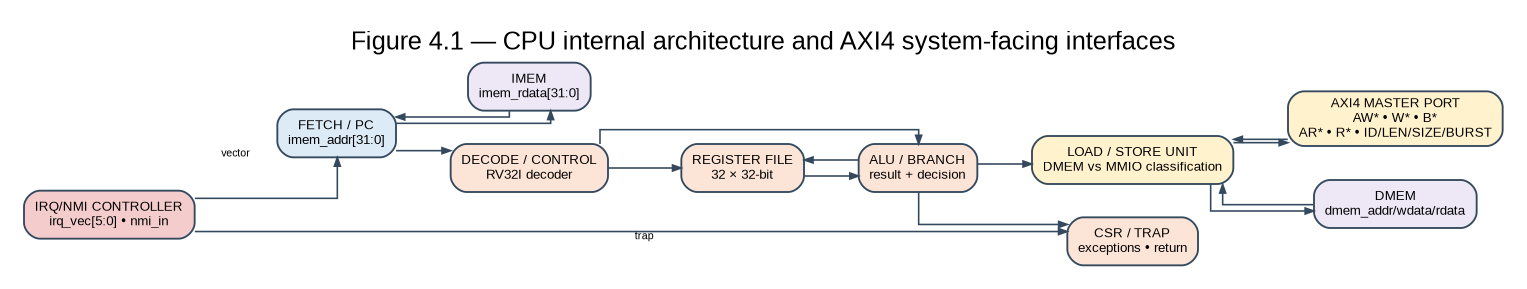 Figure 4.1 — CPU internal architecture and AXI4 system-facing interfaces
IMEM
imem_rdata[31:0]
FETCH / PC
imem_addr[31:0]
AXI4 MASTER PORT
AW* • W* • B*
AR* • R* • ID/LEN/SIZE/BURST
vector
DECODE / CONTROL
RV32I decoder
REGISTER FILE
32 × 32-bit
ALU / BRANCH
result + decision
LOAD / STORE UNIT
DMEM vs MMIO classification
IRQ/NMI CONTROLLER
irq_vec[5:0] • nmi_in
DMEM
dmem_addr/wdata/rdata
trap
CSR / TRAP
exceptions • return